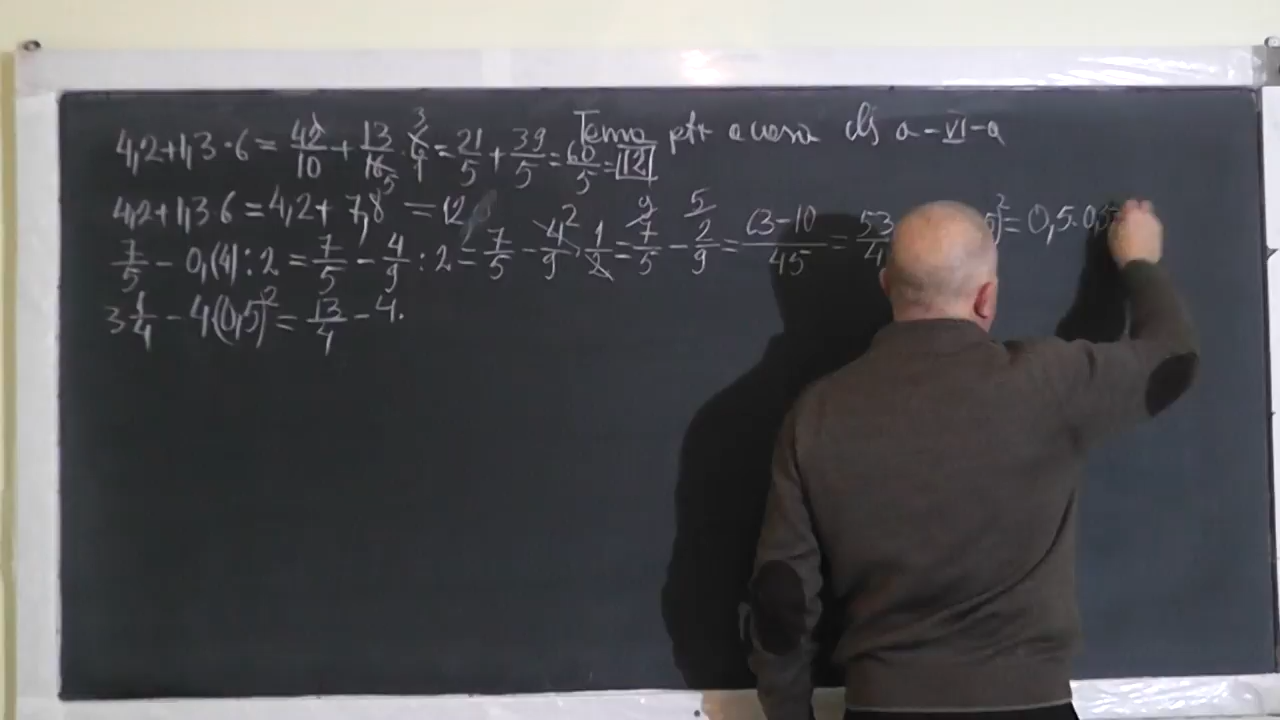 Tema ptr acasă cls a-VI-a
4,2+1,3·6 = 42/10 + 13/10 · 6/1 = 21/5 + 39/5 = 60/5 = 12
4,2+1,3·6 = 4,2+7,8 = 12
7/5 - 0,(4):2 = 7/5 - 4/9 : 2 = 7/5 - 4/9 · 1/2 = 7/5 - 2/9 = 63-10/45 = 53/4
3 1/4 - 4·(0,5)² = 13/4 - 4·
5)² = 0,5·0,5